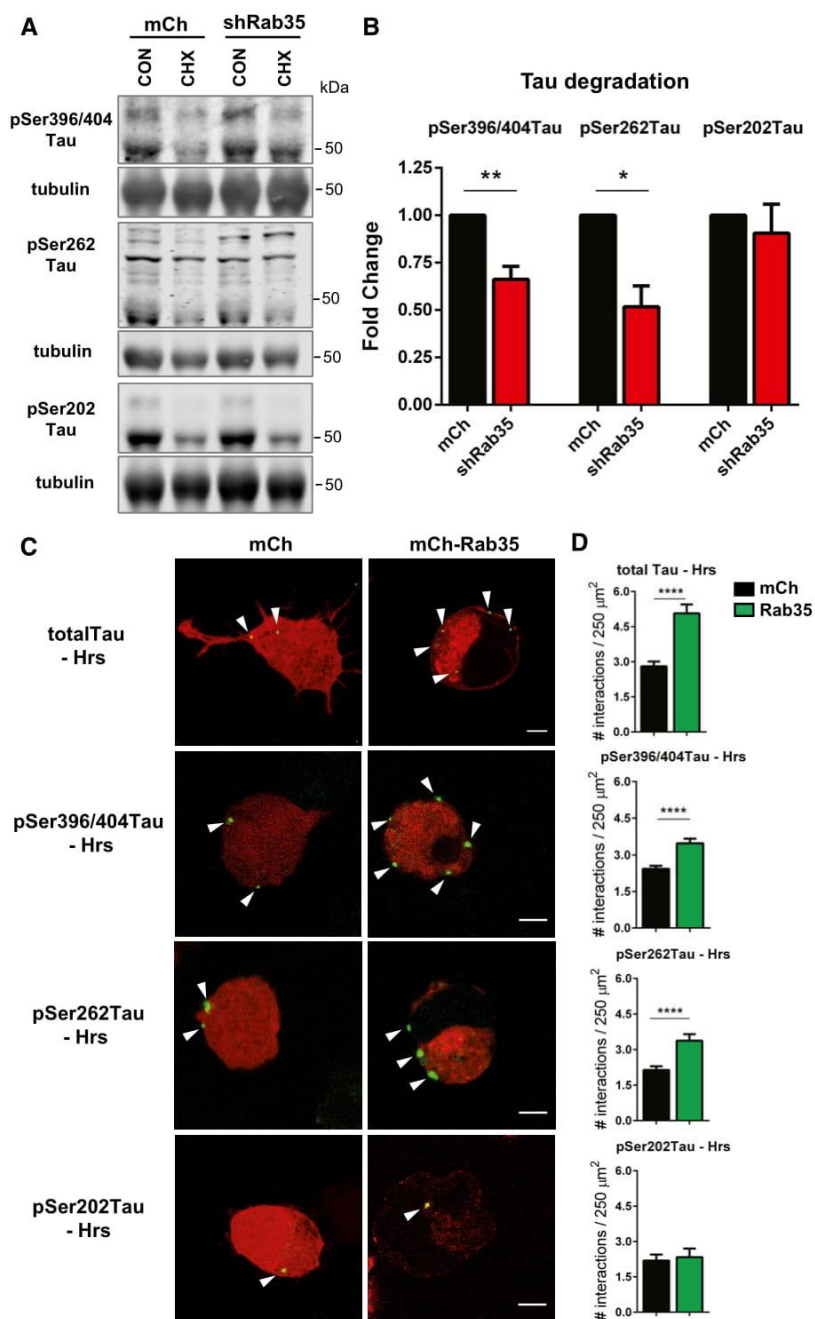 A
mCh
shRab35
CON
CHX
CON
CHX
kDa
pSer396/404
Tau
50
tubulin
50
pSer262
Tau
50
tubulin
50
pSer202
Tau
50
tubulin
50
B
Tau degradation
pSer396/404Tau
pSer262Tau
pSer202Tau
Fold Change
1.25
1.00
0.75
0.50
0.25
0.00
**
*
mCh
shRab35
mCh
shRab35
mCh
shRab35
C
mCh
mCh-Rab35
totalTau
- Hrs
pSer396/404Tau
- Hrs
pSer262Tau
- Hrs
pSer202Tau
- Hrs
D
mCh
Rab35
total Tau - Hrs
# interactions / 250 µm²
6.0
4.5
3.0
1.5
0.0
****
pSer396/404Tau - Hrs
# interactions / 250 µm²
6.0
4.5
3.0
1.5
0.0
****
pSer262Tau - Hrs
# interactions / 250 µm²
6.0
4.5
3.0
1.5
0.0
****
pSer202Tau - Hrs
# interactions / 250 µm²
6.0
4.5
3.0
1.5
0.0